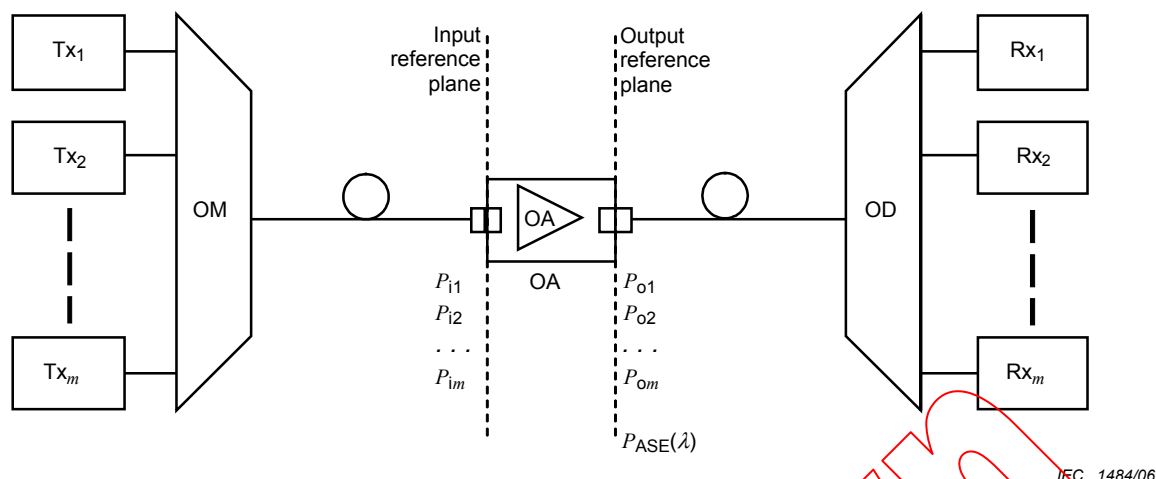 Tx1
Tx2
Txm
OM
Input
reference
plane
Output
reference
plane
OA
OA
Pi1
Pi2
. . .
Pim
Po1
Po2
. . .
Pom
PASE(λ)
OD
Rx1
Rx2
Rxm
IEC 1484/06